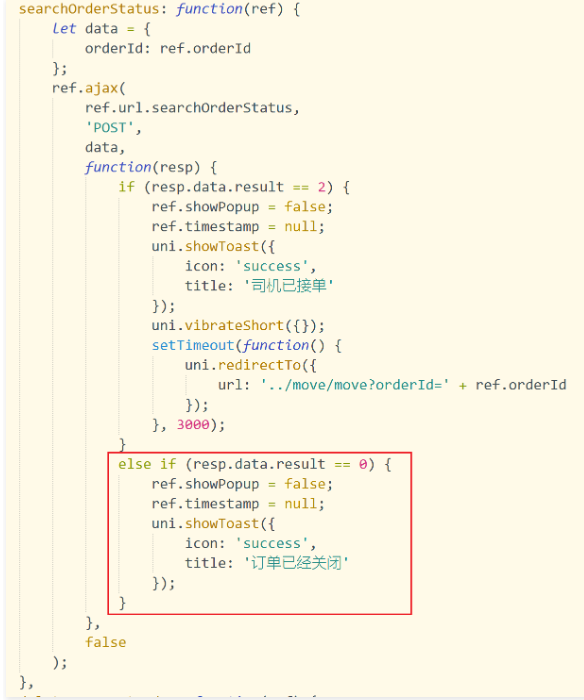 searchOrderStatus: function(ref) {
    let data = {
        orderId: ref.orderId
    };
    ref.ajax(
        ref.url.searchOrderStatus,
        'POST',
        data,
        function(resp) {
            if (resp.data.result == 2) {
                ref.showPopup = false;
                ref.timestamp = null;
                uni.showToast({
                    icon: 'success',
                    title: '司机已接单'
                });
                uni.vibrateShort({});
                setTimeout(function() {
                    uni.redirectTo({
                        url: '../move/move?orderId=' + ref.orderId
                    });
                }, 3000);
            }
            else if (resp.data.result == 0) {
                ref.showPopup = false;
                ref.timestamp = null;
                uni.showToast({
                    icon: 'success',
                    title: '订单已经关闭'
                });
            }
        },
        false
    );
},